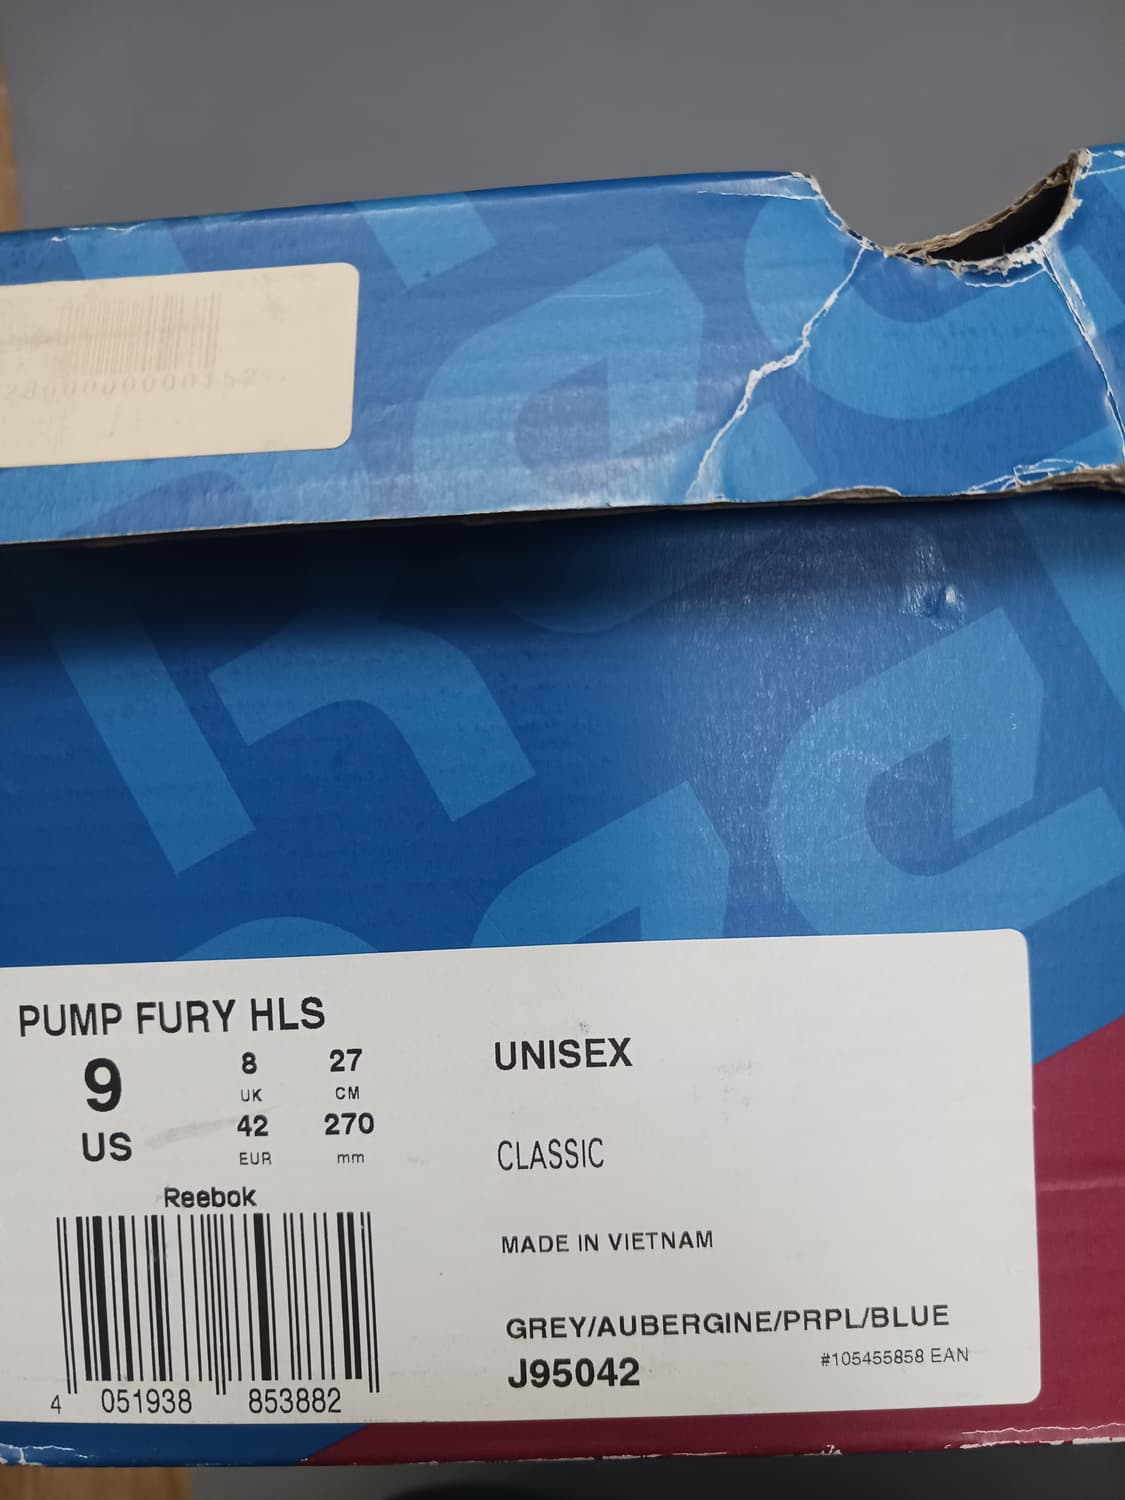 PUMP FURY HLS
9 US
8 UK
27 CM
42 EUR
270 mm
Reebok
4 051938 853882
UNISEX
CLASSIC
MADE IN VIETNAM
GREY/AUBERGINE/PRPL/BLUE
J95042
#105455858 EAN